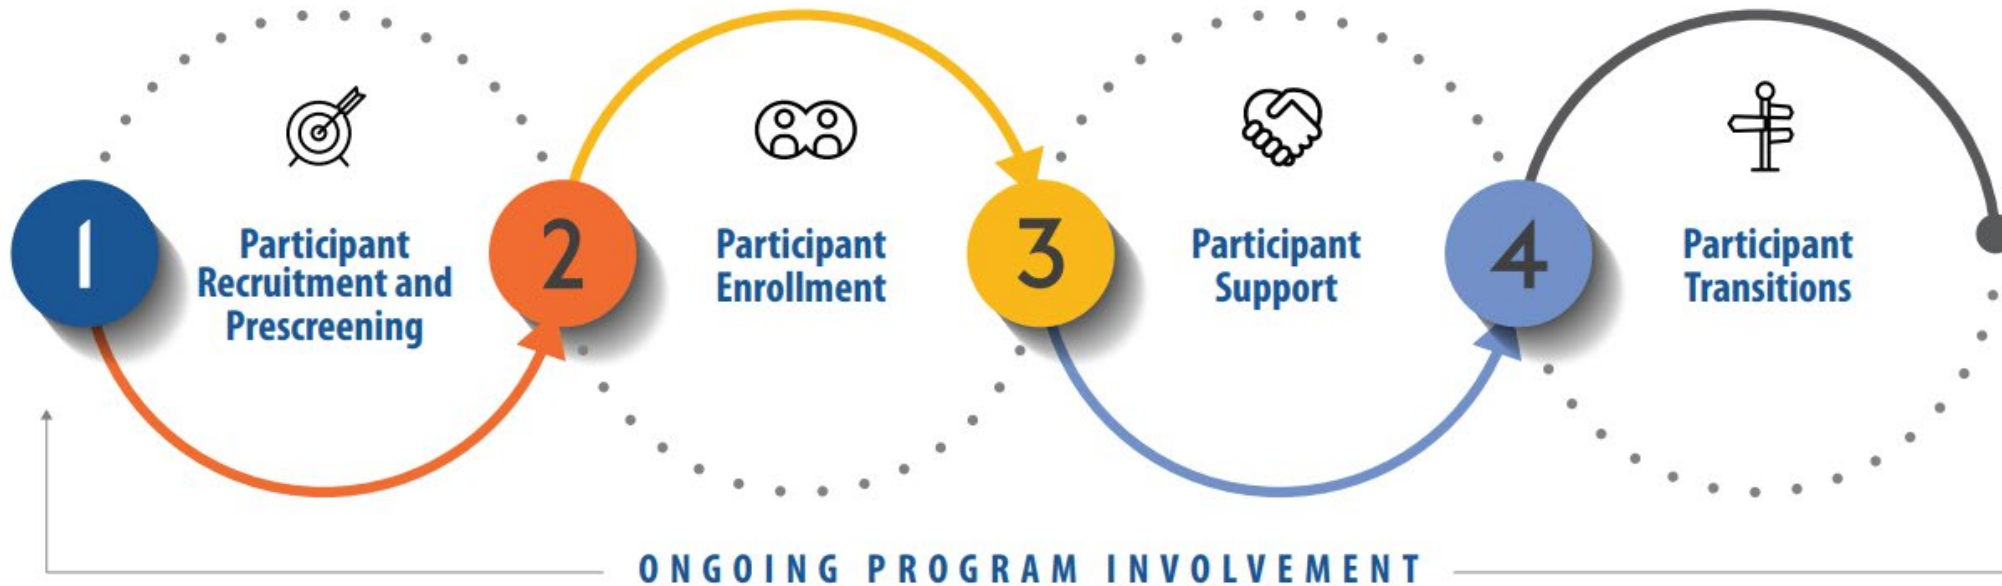 1
Participant
Recruitment and
Prescreening
2
Participant
Enrollment
3
Participant
Support
4
Participant
Transitions
ONGOING PROGRAM INVOLVEMENT